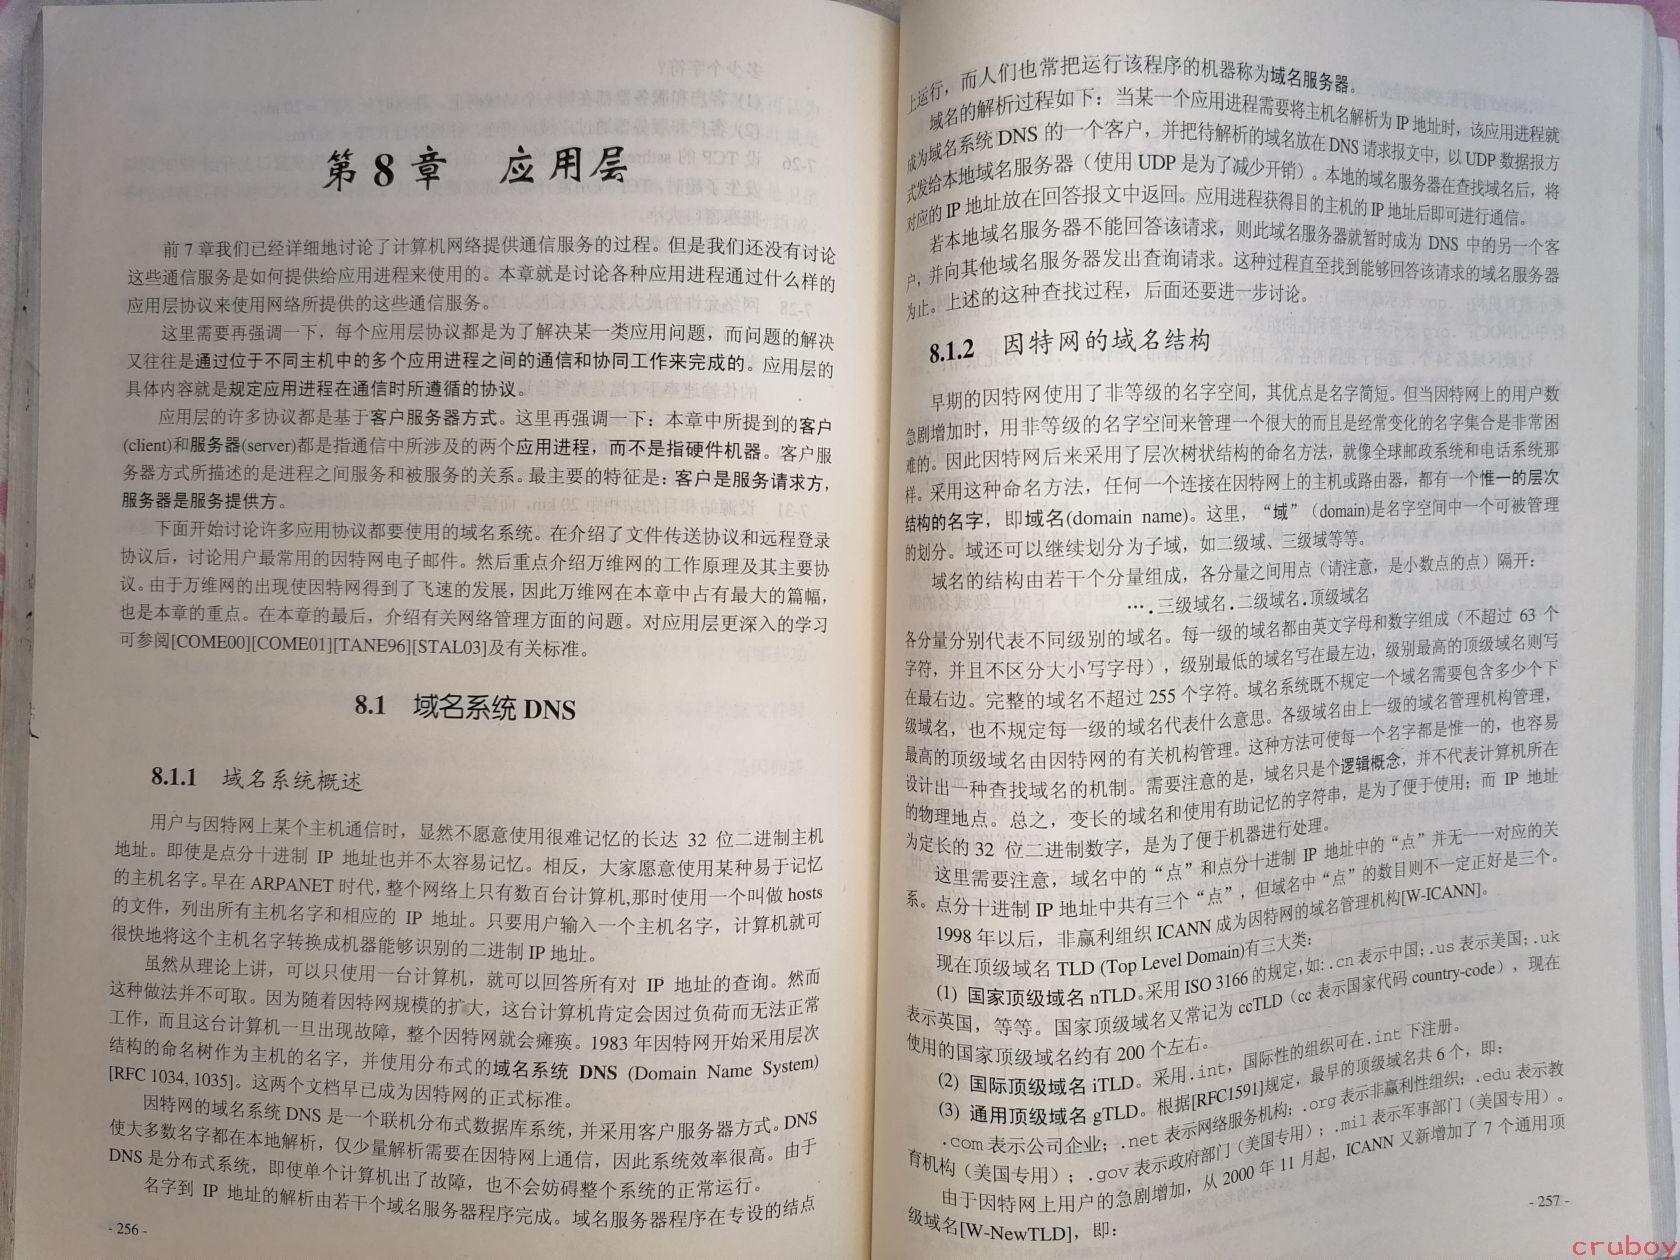 第 8 章 应用层
前 7 章我们已经详细地讨论了计算机网络提供通信服务的过程。但是我们还没有讨论
这些通信服务是如何提供给应用进程来使用的。本章就是讨论各种应用进程通过什么样的
应用层协议来使用网络所提供的这些通信服务。
这里需要再强调一下，每个应用层协议都是为了解决某一类应用问题，而问题的解决
又往往是通过位于不同主机中的多个应用进程之间的通信和协同工作来完成的。应用层的
具体内容就是规定应用进程在通信时所遵循的协议。
应用层的许多协议都是基于客户服务器方式。这里再强调一下：本章中所提到的客户
(client)和服务器(server)都是指通信中所涉及的两个应用进程，而不是指硬件机器。客户服
务器方式所描述的是进程之间服务和被服务的关系。最主要的特征是：客户是服务请求方，
服务器是服务提供方。
下面开始讨论许多应用协议都要使用的域名系统。在介绍了文件传送协议和远程登录
协议后，讨论用户最常用的因特网电子邮件。然后重点介绍万维网的工作原理及其主要协
议。由于万维网的出现使因特网得到了飞速的发展，因此万维网在本章中占有最大的篇幅，
也是本章的重点。在本章的最后，介绍有关网络管理方面的问题。对应用层更深入的学习
可参阅[COME00][COME01][TANE96][STAL03]及有关标准。
8.1 域名系统 DNS
8.1.1 域名系统概述
用户与因特网上某个主机通信时，显然不愿意使用很难记忆的长达 32 位二进制主机
地址。即使是点分十进制 IP 地址也并不太容易记忆。相反，大家愿意使用某种易于记忆
的主机名字。早在 ARPANET 时代，整个网络上只有数百台计算机,那时使用一个叫做 hosts
的文件，列出所有主机名字和相应的 IP 地址。只要用户输入一个主机名字，计算机就可
很快地将这个主机名字转换成机器能够识别的二进制 IP 地址。
虽然从理论上讲，可以只使用一台计算机，就可以回答所有对 IP 地址的查询。然而
这种做法并不可取。因为随着因特网规模的扩大，这台计算机肯定会因过负荷而无法正常
工作，而且这台计算机一旦出现故障，整个因特网就会瘫痪。1983 年因特网开始采用层次
结构的命名树作为主机的名字，并使用分布式的域名系统 DNS (Domain Name System)
[RFC 1034, 1035]。这两个文档早已成为因特网的正式标准。
因特网的域名系统 DNS 是一个联机分布式数据库系统，并采用客户服务器方式。DNS
使大多数名字都在本地解析，仅少量解析需要在因特网上通信，因此系统效率很高。由于
DNS 是分布式系统，即使单个计算机出了故障，也不会妨碍整个系统的正常运行。
名字到 IP 地址的解析由若干个域名服务器程序完成。域名服务器程序在专设的结点
- 256 -
上运行，而人们也常把运行该程序的机器称为域名服务器。
域名的解析过程如下：当某一个应用进程需要将主机名解析为 IP 地址时，该应用进程就
成为域名系统 DNS 的一个客户，并把待解析的域名放在 DNS 请求报文中，以 UDP 数据报方
式发给本地域名服务器（使用 UDP 是为了减少开销）。本地的域名服务器在查找域名后，将
对应的 IP 地址放在回答报文中返回。应用进程获得目的主机的 IP 地址后即可进行通信。
若本地域名服务器不能回答该请求，则此域名服务器就暂时成为 DNS 中的另一个客
户，并向其他域名服务器发出查询请求。这种过程直至找到能够回答该请求的域名服务器
为止。上述的这种查找过程，后面还要进一步讨论。
8.1.2 因特网的域名结构
早期的因特网使用了非等级的名字空间，其优点是名字简短。但当因特网上的用户数
急剧增加时，用非等级的名字空间来管理一个很大的而且是经常变化的名字集合是非常困
难的。因此因特网后来采用了层次树状结构的命名方法，就像全球邮政系统和电话系统那
样。采用这种命名方法，任何一个连接在因特网上的主机或路由器，都有一个惟一的层次
结构的名字，即域名(domain name)。这里，“域”（domain)是名字空间中一个可被管理
的划分。域还可以继续划分为子域，如二级域、三级域等等。
域名的结构由若干个分量组成，各分量之间用点（请注意，是小数点的点）隔开：
….三级域名.二级域名.顶级域名
各分量分别代表不同级别的域名。每一级的域名都由英文字母和数字组成（不超过 63 个
字符，并且不区分大小写字母），级别最低的域名写在最左边，级别最高的顶级域名则写
在最右边。完整的域名不超过 255 个字符。域名系统既不规定一个域名需要包含多少个下
级域名，也不规定每一级的域名代表什么意思。各级域名由上一级的域名管理机构管理，
最高的顶级域名由因特网的有关机构管理。这种方法可使每一个名字都是惟一的，也容易
设计出一种查找域名的机制。需要注意的是，域名只是个逻辑概念，并不代表计算机所在
的物理地点。总之，变长的域名和使用有助记忆的字符串，是为了便于使用；而 IP 地址
为定长的 32 位二进制数字，是为了便于机器进行处理。
这里需要注意，域名中的“点”和点分十进制 IP 地址中的“点”并无一一对应的关
系。点分十进制 IP 地址中共有三个“点”，但域名中“点”的数目则不一定正好是三个。
1998 年以后，非赢利组织 ICANN 成为因特网的域名管理机构[W-ICANN]。
现在顶级域名 TLD (Top Level Domain)有三大类：
(1) 国家顶级域名 nTLD。采用 ISO 3166 的规定,如:.cn 表示中国；.us 表示美国；.uk
表示英国，等等。国家顶级域名又常记为 ccTLD（cc 表示国家代码 country-code），现在
使用的国家顶级域名约有 200 个左右。
(2) 国际顶级域名 iTLD。采用.int，国际性的组织可在.int 下注册。
(3) 通用顶级域名 gTLD。根据[RFC1591]规定，最早的顶级域名共 6 个，即：
.com 表示公司企业；.net 表示网络服务机构；.org 表示非赢利性组织；.edu 表示教
育机构（美国专用）；.gov 表示政府部门（美国专用）；.mil 表示军事部门（美国专用）。
由于因特网上用户的急剧增加，从 2000 年 11 月起，ICANN 又新增加了 7 个通用顶
级域名[W-NewTLD]，即：
- 257 -
cruboy